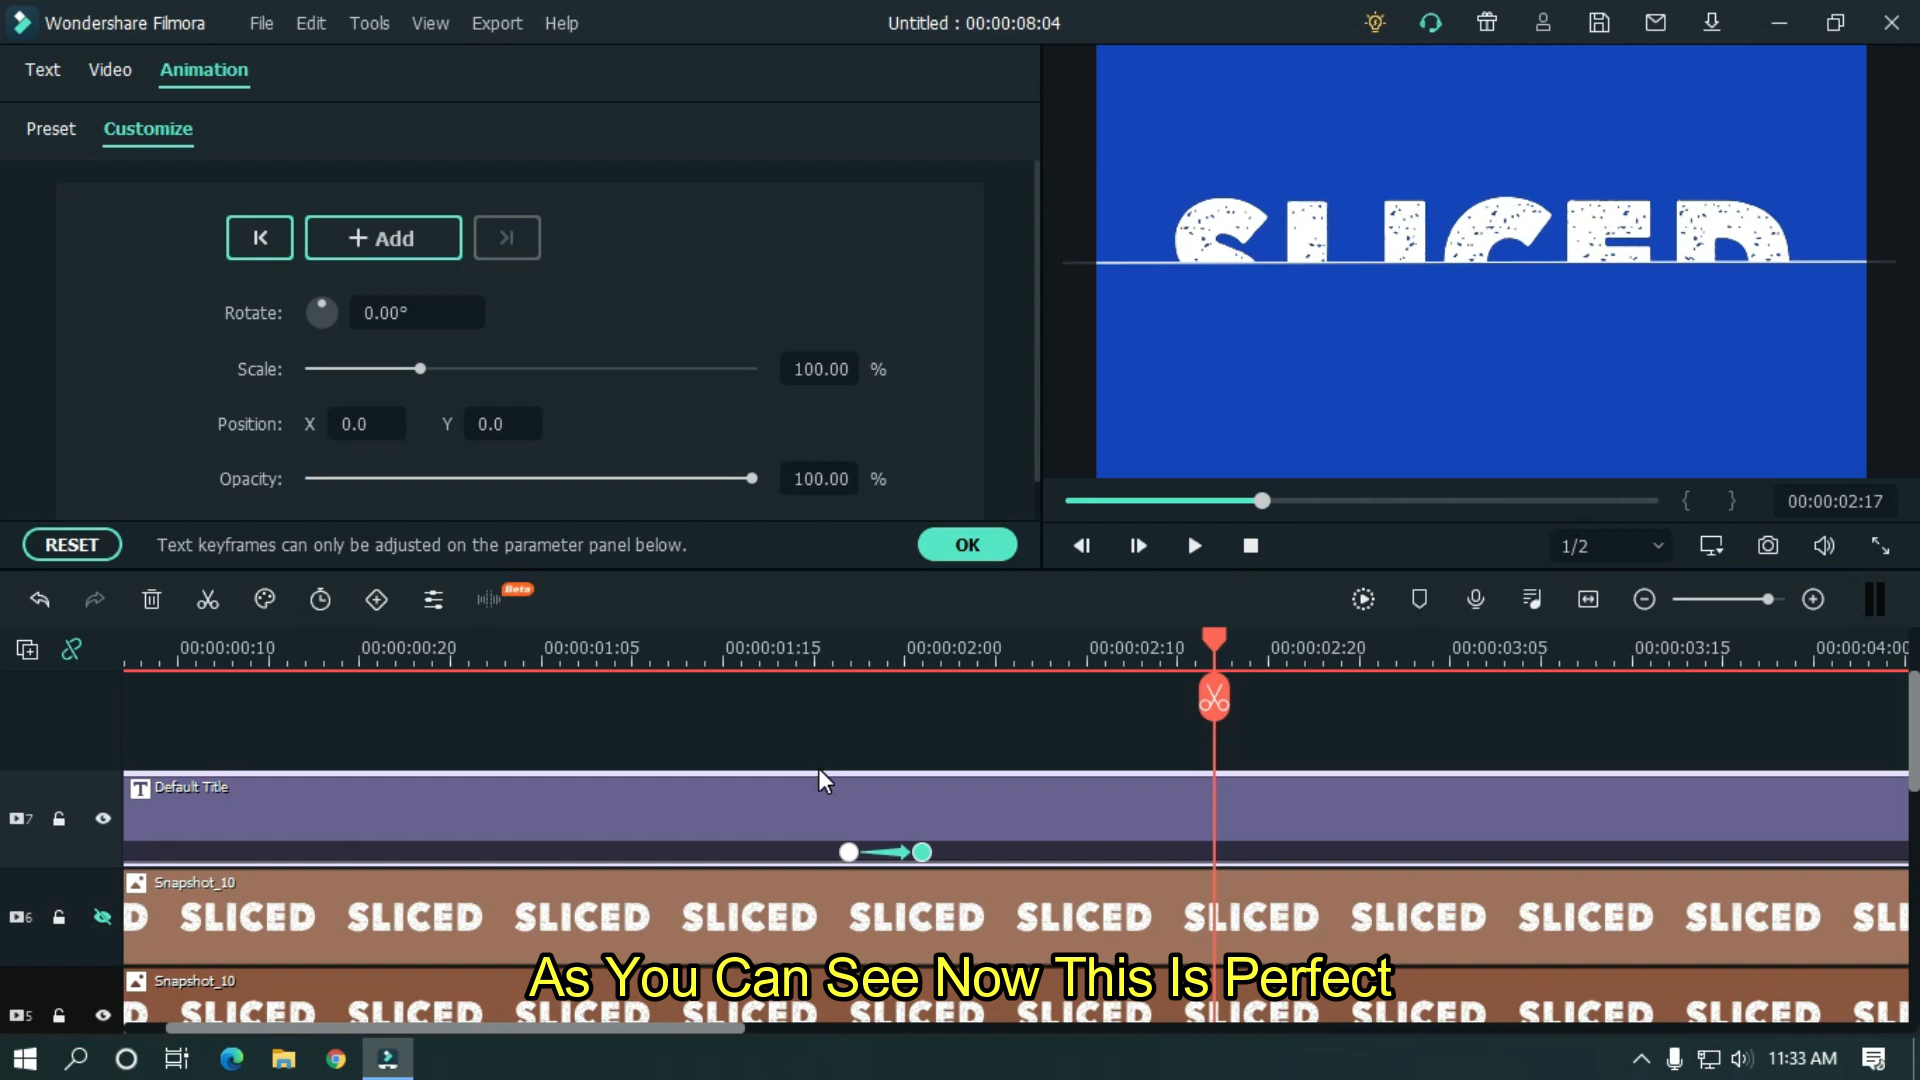 Wondershare Filmora File Edit Tools View Export Help Untitled : 00:00:08:04
Text Video Animation
Preset Customize
+ Add
Rotate: 0.00°
Scale: 100.00 %
Position: X 0.0 Y 0.0
Opacity: 100.00 %
SLICED
{ } 00:00:02:17
RESET Text keyframes can only be adjusted on the parameter panel below. OK
1/2
Beta
00:00:00:10 00:00:00:20 00:00:01:05 00:00:01:15 00:00:02:00 00:00:02:10 00:00:02:20 00:00:03:05 00:00:03:15 00:00:04:00
T Default Title
7
Snapshot_10
6
D SLICED SLICED SLICED SLICED SLICED SLICED SLICED SLICED SLICED SLICED SLI
As You Can See Now This Is Perfect
Snapshot_10
5
D SLICED SLICED SLICED SLICED SLICED SLICED SLICED SLICED SLICED SLICED SLI
11:33 AM